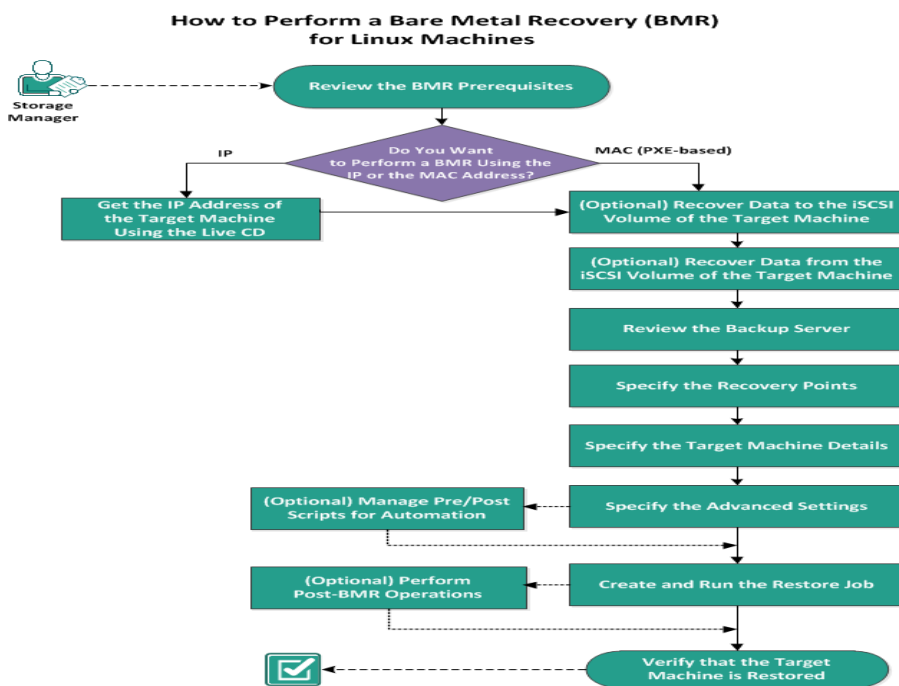 How to Perform a Bare Metal Recovery (BMR)
for Linux Machines
Storage
Manager
Review the BMR Prerequisites
Do You Want
to Perform a BMR Using the
IP or the MAC Address?
IP
MAC (PXE-based)
Get the IP Address of
the Target Machine
Using the Live CD
(Optional) Recover Data to the iSCSI
Volume of the Target Machine
(Optional) Recover Data from the
iSCSI Volume of the Target Machine
Review the Backup Server
Specify the Recovery Points
Specify the Target Machine Details
Specify the Advanced Settings
(Optional) Manage Pre/Post
Scripts for Automation
Create and Run the Restore Job
(Optional) Perform
Post-BMR Operations
Verify that the Target
Machine is Restored